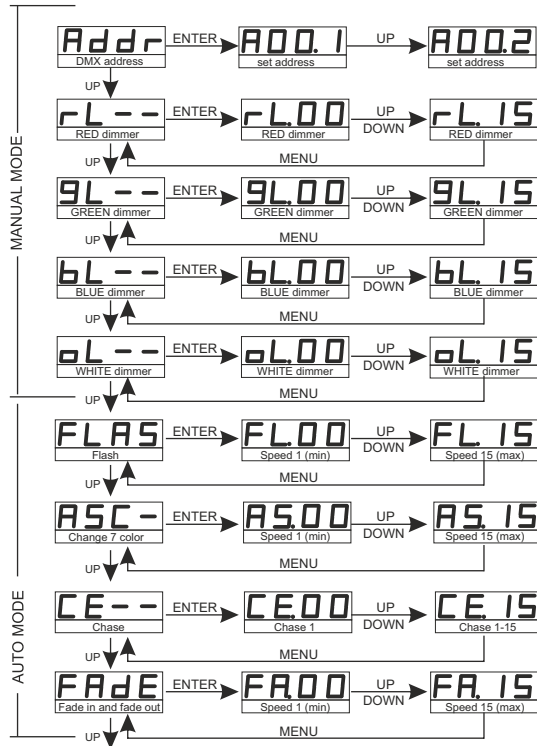 Addr ENTER A00.1 UP A00.2
DMX address set address set address
UP
rL-- ENTER rL.00 UP DOWN rL.15
RED dimmer RED dimmer RED dimmer
UP MENU
gL-- ENTER gL.00 UP DOWN gL.15
GREEN dimmer GREEN dimmer GREEN dimmer
UP MENU
bL-- ENTER bL.00 UP DOWN bL.15
BLUE dimmer BLUE dimmer BLUE dimmer
UP MENU
oL-- ENTER oL.00 UP DOWN oL.15
WHITE dimmer WHITE dimmer WHITE dimmer
UP MENU
MANUAL MODE
FLAS ENTER FL.00 UP DOWN FL.15
Flash Speed 1 (min) Speed 15 (max)
UP MENU
ASC- ENTER AS.00 UP DOWN AS.15
Change 7 color Speed 1 (min) Speed 15 (max)
UP MENU
CE-- ENTER CE.00 UP DOWN CE.15
Chase Chase 1 Chase 1-15
UP MENU
FAdE ENTER FA.00 UP DOWN FA.15
Fade in and fade out Speed 1 (min) Speed 15 (max)
UP MENU
AUTO MODE